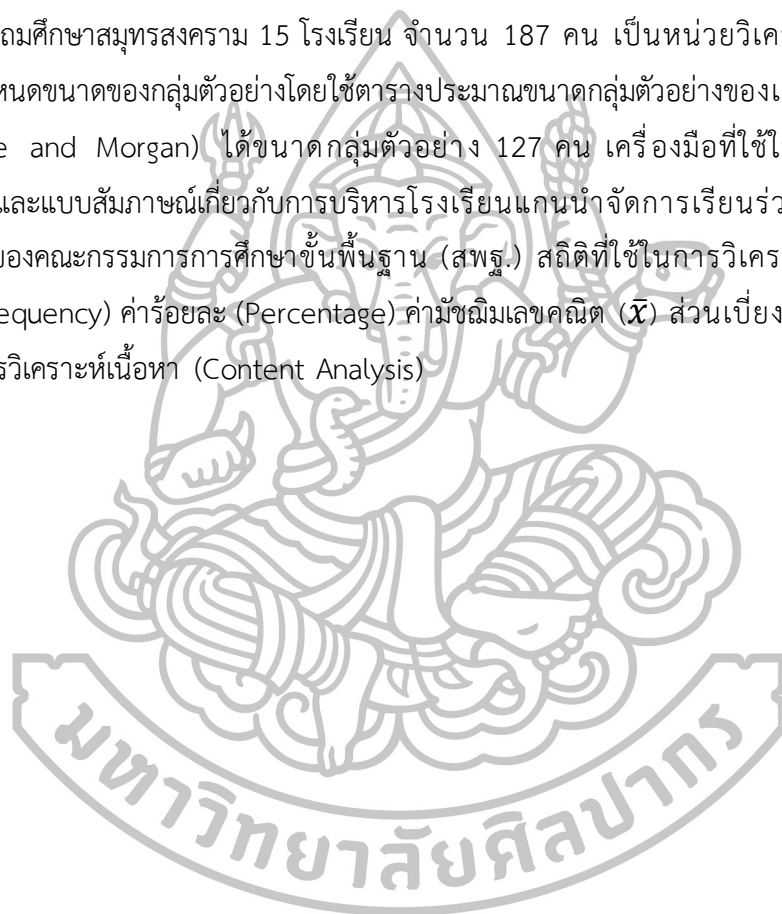 ถมศึกษาสมุทรสงคราม 15 โรงเรียน จำนวน 187 คน เป็นหน่วยวิเค
หนดขนาดของกลุ่มตัวอย่างโดยใช้ตารางประมาณขนาดกลุ่มตัวอย่างของเ
e and Morgan) ได้ขนาดกลุ่มตัวอย่าง 127 คน เครื่องมือที่ใช้ใ
และแบบสัมภาษณ์เกี่ยวกับการบริหารโรงเรียนแกนนำจัดการเรียนร่ว
ของคณะกรรมการการศึกษาขั้นพื้นฐาน (สพฐ.) สถิติที่ใช้ในการวิเคร
equency) ค่าร้อยละ (Percentage) ค่ามัชฌิมเลขคณิต (x̄) ส่วนเบี่ยง
รวิเคราะห์เนื้อหา (Content Analysis)
มหาวิทยาลัยศิลปากร